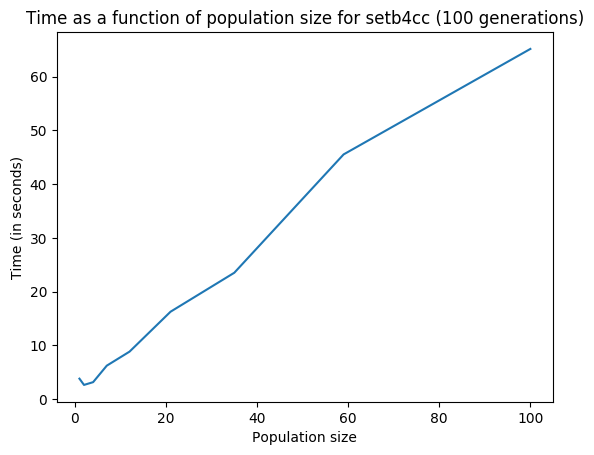 Time as a function of population size for setb4cc (100 generations)
60
50
40
30
20
10
0
Time (in seconds)
0 20 40 60 80 100
Population size